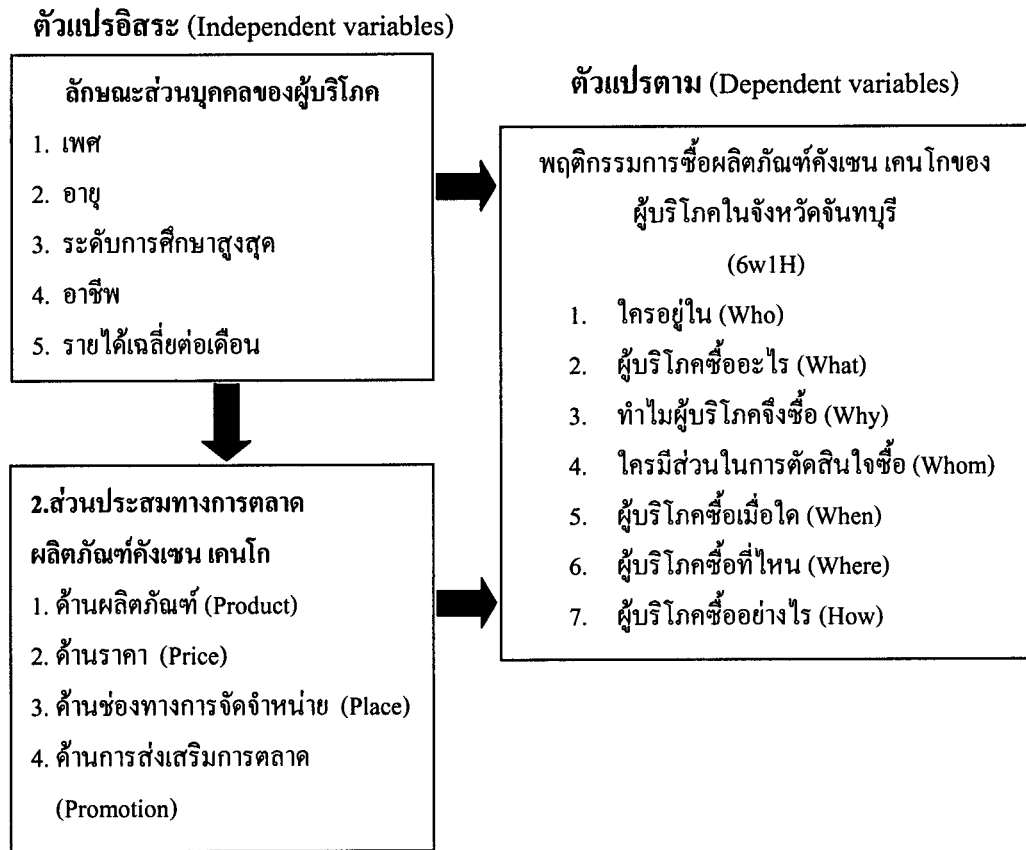 ตัวแปรอิสระ (Independent variables)
ลักษณะส่วนบุคคลของผู้บริโภค
1. เพศ
2. อายุ
3. ระดับการศึกษาสูงสุด
4. อาชีพ
5. รายได้เฉลี่ยต่อเดือน
2.ส่วนประสมทางการตลาด
ผลิตภัณฑ์คังเซน เคนโก
1. ด้านผลิตภัณฑ์ (Product)
2. ด้านราคา (Price)
3. ด้านช่องทางการจัดจำหน่าย (Place)
4. ด้านการส่งเสริมการตลาด
(Promotion)
ตัวแปรตาม (Dependent variables)
พฤติกรรมการซื้อผลิตภัณฑ์คังเซน เคนโกของ
ผู้บริโภคในจังหวัดจันทบุรี
(6w1H)
1. ใครอยู่ใน (Who)
2. ผู้บริโภคซื้ออะไร (What)
3. ทำไมผู้บริโภคจึงซื้อ (Why)
4. ใครมีส่วนในการตัดสินใจซื้อ (Whom)
5. ผู้บริโภคซื้อเมื่อใด (When)
6. ผู้บริโภคซื้อที่ไหน (Where)
7. ผู้บริโภคซื้ออย่างไร (How)